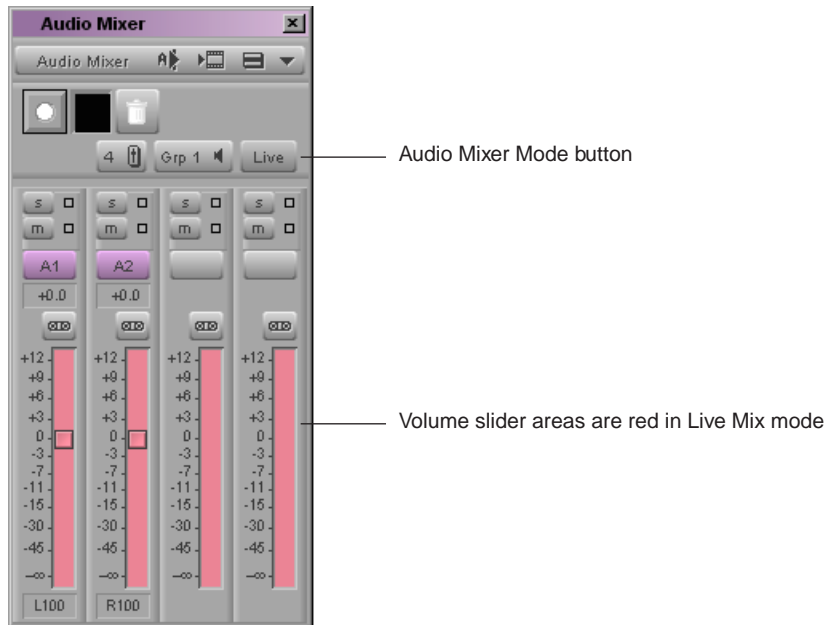 Audio Mixer
Audio Mixer A
4 Grp 1 Live
Audio Mixer Mode button
s s s s
m m m m
A1 A2
+0.0 +0.0
+12 +12 +12 +12
+9 +9 +9 +9
+6 +6 +6 +6
+3 +3 +3 +3
0 0 0 0
-3 -3 -3 -3
-7 -7 -7 -7
-11 -11 -11 -11
-15 -15 -15 -15
-30 -30 -30 -30
-45 -45 -45 -45
-∞ -∞ -∞ -∞
L100 R100
Volume slider areas are red in Live Mix mode